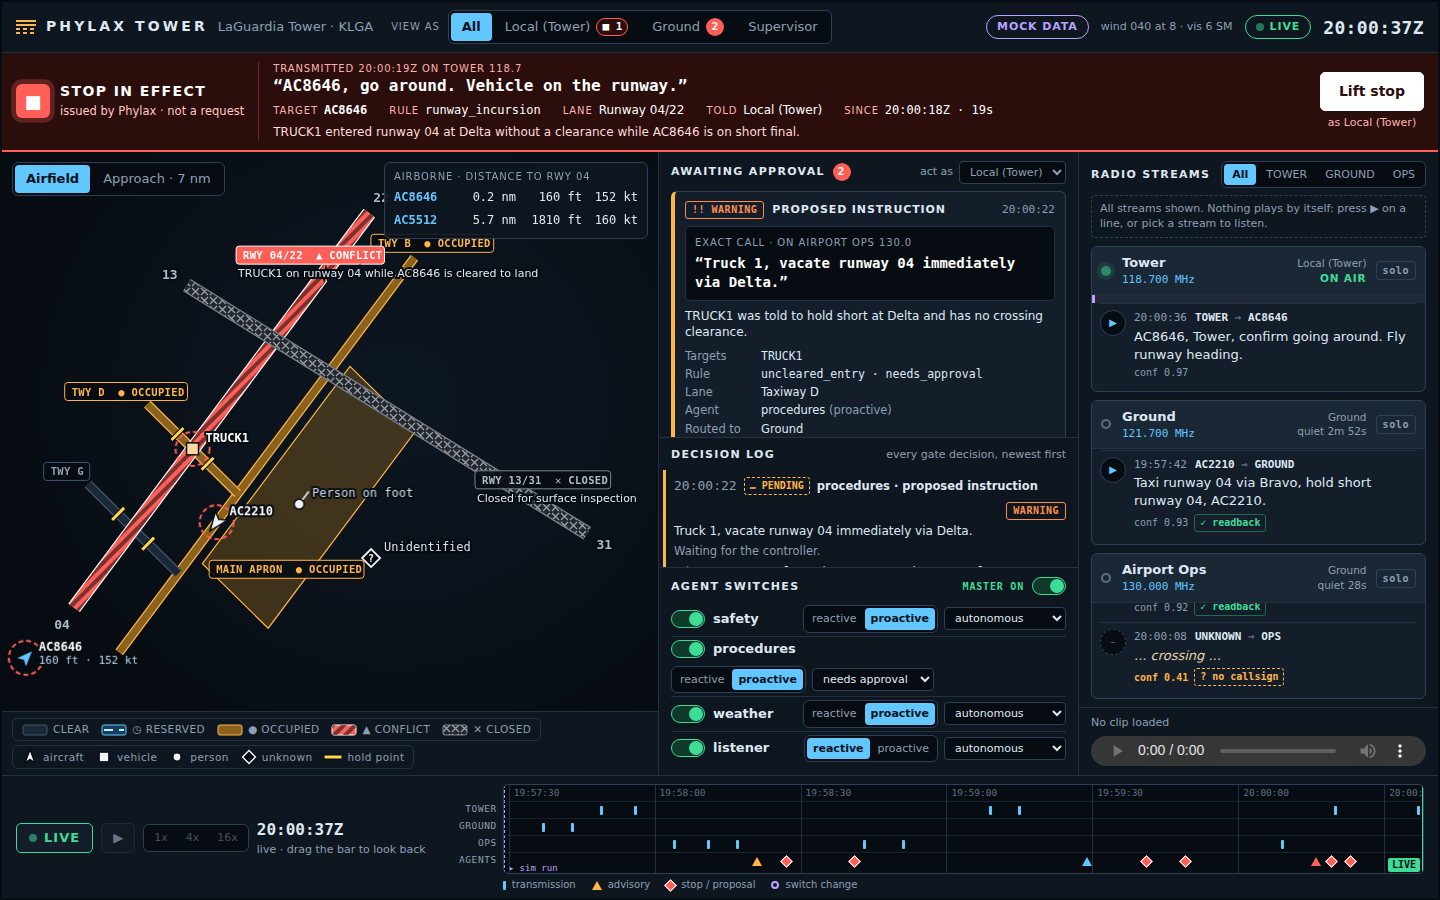 PHYLAX TOWER LaGuardia Tower · KLGA VIEW AS All Local (Tower) ■ 1 Ground 2 Supervisor MOCK DATA wind 040 at 8 · vis 6 SM LIVE 20:00:37Z
STOP IN EFFECT
issued by Phylax · not a request
TRANSMITTED 20:00:19Z ON TOWER 118.7
“AC8646, go around. Vehicle on the runway.”
TARGET AC8646 RULE runway_incursion LANE Runway 04/22 TOLD Local (Tower) SINCE 20:00:18Z · 19s
TRUCK1 entered runway 04 at Delta without a clearance while AC8646 is on short final.
Lift stop
as Local (Tower)
Airfield Approach · 7 nm
AIRBORNE · DISTANCE TO RWY 04
AC8646 0.2 nm 160 ft 152 kt
AC5512 5.7 nm 1810 ft 160 kt
22
TWY B ● OCCUPIED
RWY 04/22 ▲ CONFLICT
TRUCK1 on runway 04 while AC8646 is cleared to land
13
TWY D ● OCCUPIED
TRUCK1
TWY G
RWY 13/31 ✕ CLOSED
Closed for surface inspection
Person on foot
AC2210
31
Unidentified
?
MAIN APRON ● OCCUPIED
04
AC8646
160 ft · 152 kt
CLEAR ◷ RESERVED ● OCCUPIED ▲ CONFLICT ✕ CLOSED
aircraft vehicle person unknown hold point
AWAITING APPROVAL 2 act as Local (Tower)
!! WARNING PROPOSED INSTRUCTION 20:00:22
EXACT CALL · ON AIRPORT OPS 130.0
“Truck 1, vacate runway 04 immediately
via Delta.”
TRUCK1 was told to hold short at Delta and has no crossing
clearance.
Targets TRUCK1
Rule uncleared_entry · needs_approval
Lane Taxiway D
Agent procedures (proactive)
Routed to Ground
DECISION LOG every gate decision, newest first
20:00:22 … PENDING procedures · proposed instruction
WARNING
Truck 1, vacate runway 04 immediately via Delta.
Waiting for the controller.
AGENT SWITCHES MASTER ON
safety reactive proactive autonomous
procedures
reactive proactive needs approval
weather reactive proactive autonomous
listener reactive proactive autonomous
RADIO STREAMS All TOWER GROUND OPS
All streams shown. Nothing plays by itself: press ▶ on a
line, or pick a stream to listen.
Tower Local (Tower) solo
118.700 MHz ON AIR
20:00:36 TOWER → AC8646
AC8646, Tower, confirm going around. Fly
runway heading.
conf 0.97
Ground Ground solo
121.700 MHz quiet 2m 52s
19:57:42 AC2210 → GROUND
Taxi runway 04 via Bravo, hold short
runway 04, AC2210.
conf 0.93 ✓ readback
Airport Ops Ground solo
130.000 MHz quiet 28s
conf 0.92 ✓ readback
20:00:08 UNKNOWN → OPS
... crossing ...
conf 0.41 ? no callsign
No clip loaded
0:00 / 0:00
LIVE ▶ 1x 4x 16x 20:00:37Z
live · drag the bar to look back
19:57:30 19:58:00 19:58:30 19:59:00 19:59:30 20:00:00 20:00:
TOWER
GROUND
OPS
AGENTS
▸ sim run LIVE
transmission advisory stop / proposal switch change